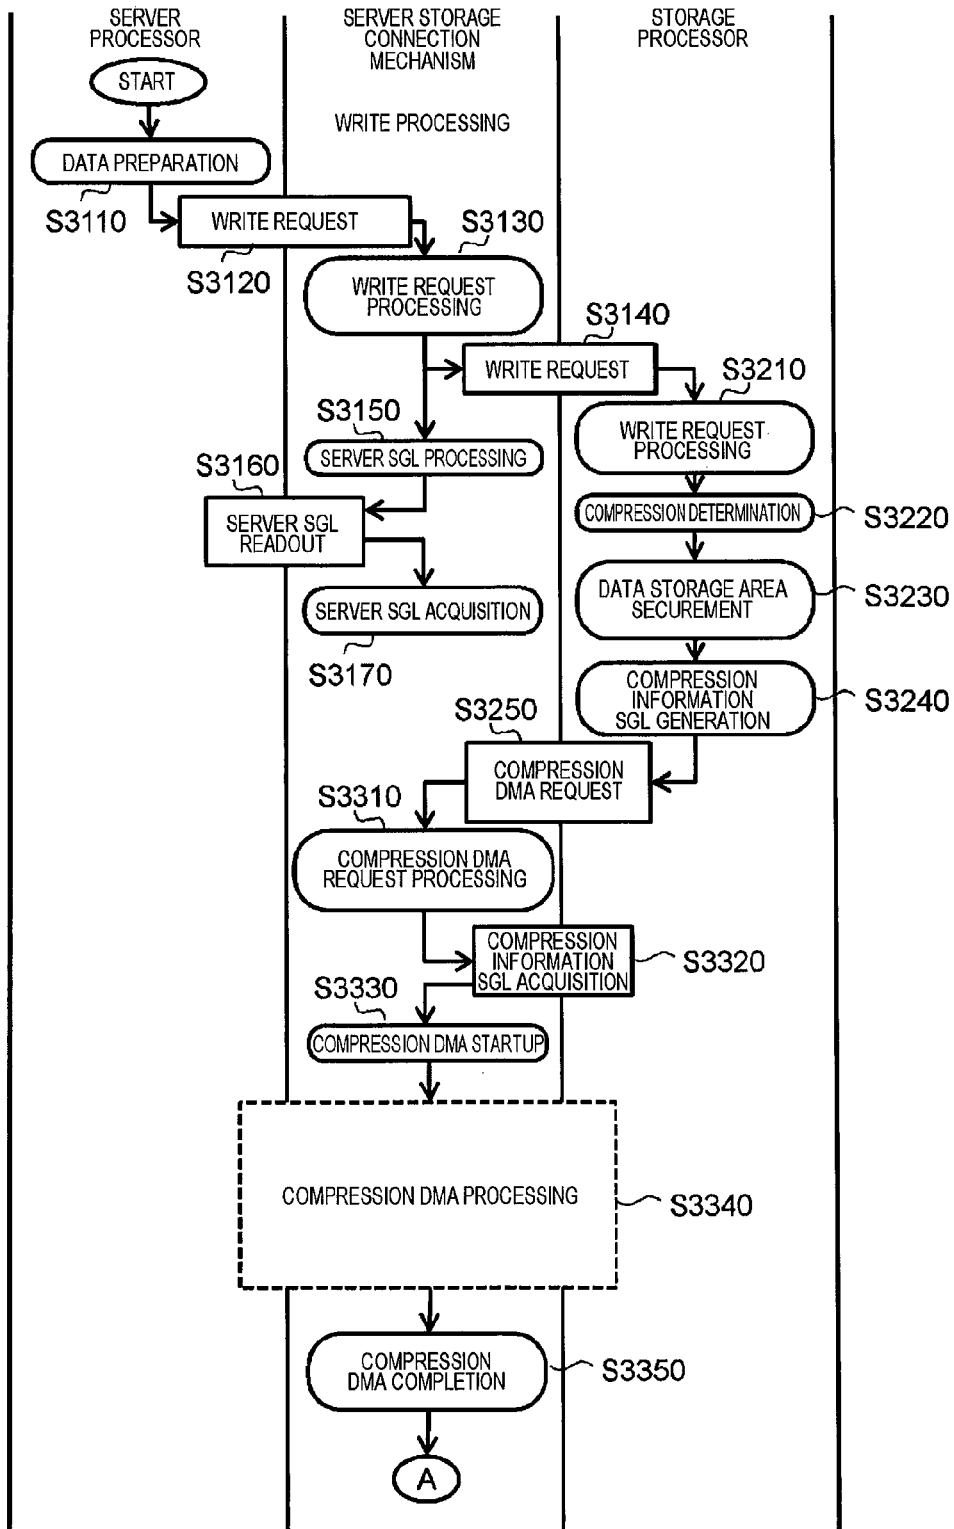 SERVER
PROCESSOR
SERVER STORAGE
CONNECTION
MECHANISM
STORAGE
PROCESSOR
START
WRITE PROCESSING
DATA PREPARATION
S3110
WRITE REQUEST
S3120
S3130
WRITE REQUEST
PROCESSING
S3140
WRITE REQUEST
S3210
WRITE REQUEST
PROCESSING
S3150
SERVER SGL PROCESSING
S3160
SERVER SGL
READOUT
COMPRESSION DETERMINATION
S3220
SERVER SGL ACQUISITION
S3170
DATA STORAGE AREA
SECUREMENT
S3230
COMPRESSION
INFORMATION
SGL GENERATION
S3240
S3250
COMPRESSION
DMA REQUEST
S3310
COMPRESSION DMA
REQUEST PROCESSING
COMPRESSION
INFORMATION
SGL ACQUISITION
S3320
S3330
COMPRESSION DMA STARTUP
COMPRESSION DMA PROCESSING
S3340
COMPRESSION
DMA COMPLETION
S3350
A